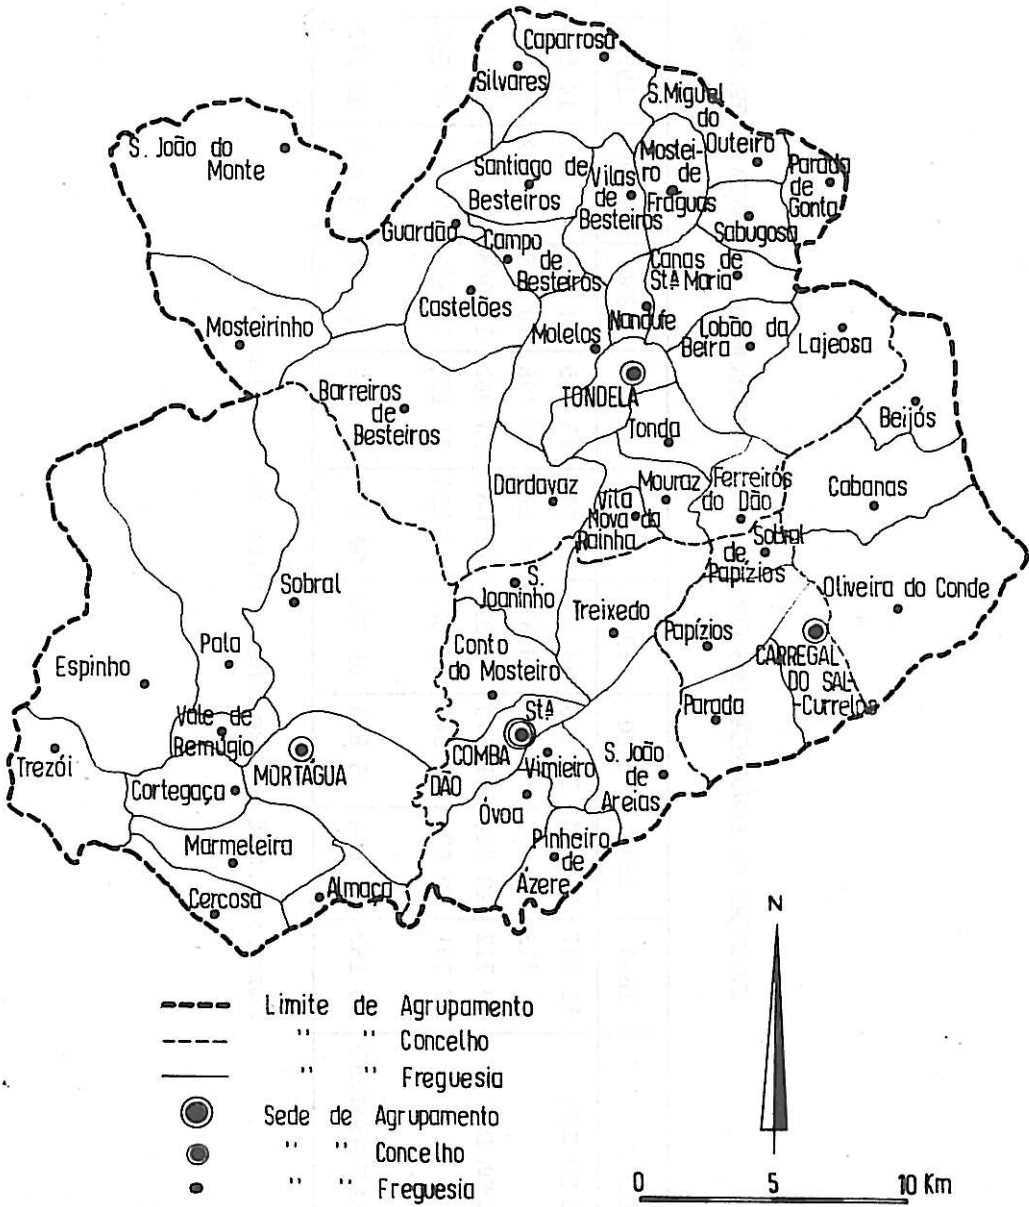 Caparrosa
Silvares
S. Miguel
do
Outeiro
S. João do
Monte
Mostei-
ro de
Fráguas
Parada
de
Gonta
Santiago de
Besteiros
Vilas
de
Besteiros
Sabugosa
Guardão
Campo
de
Besteiros
Canas de
Stª Maria
Castelões
Mosteirinho
Molelos
Nandufe
Lobão da
Beira
Lajeosa
Barreiros
de
Besteiros
TONDELA
Tonda
Beijós
Dardavaz
Mouraz
Vila
Nova da
Rainha
Ferreirós
do Dão
Cabanas
Sobral
de
Papízios
S.
Joaninho
Sobral
Treixedo
Oliveira do Conde
Pala
Conto
do Mosteiro
Papízios
Espinho
CARREGAL
DO SAL-
-Currelos
Parada
Vale de
Remúgio
Stª
COMBA
DÃO
Trezói
MORTÁGUA
Vimieiro
S. João
de
Areias
Cortegaça
Óvoa
Marmeleira
Pinheiro
de
Ázere
Cercosa
Almaça
N
Limite de Agrupamento
" " Concelho
" " Freguesia
Sede de Agrupamento
" " Concelho
" " Freguesia
0 5 10 Km